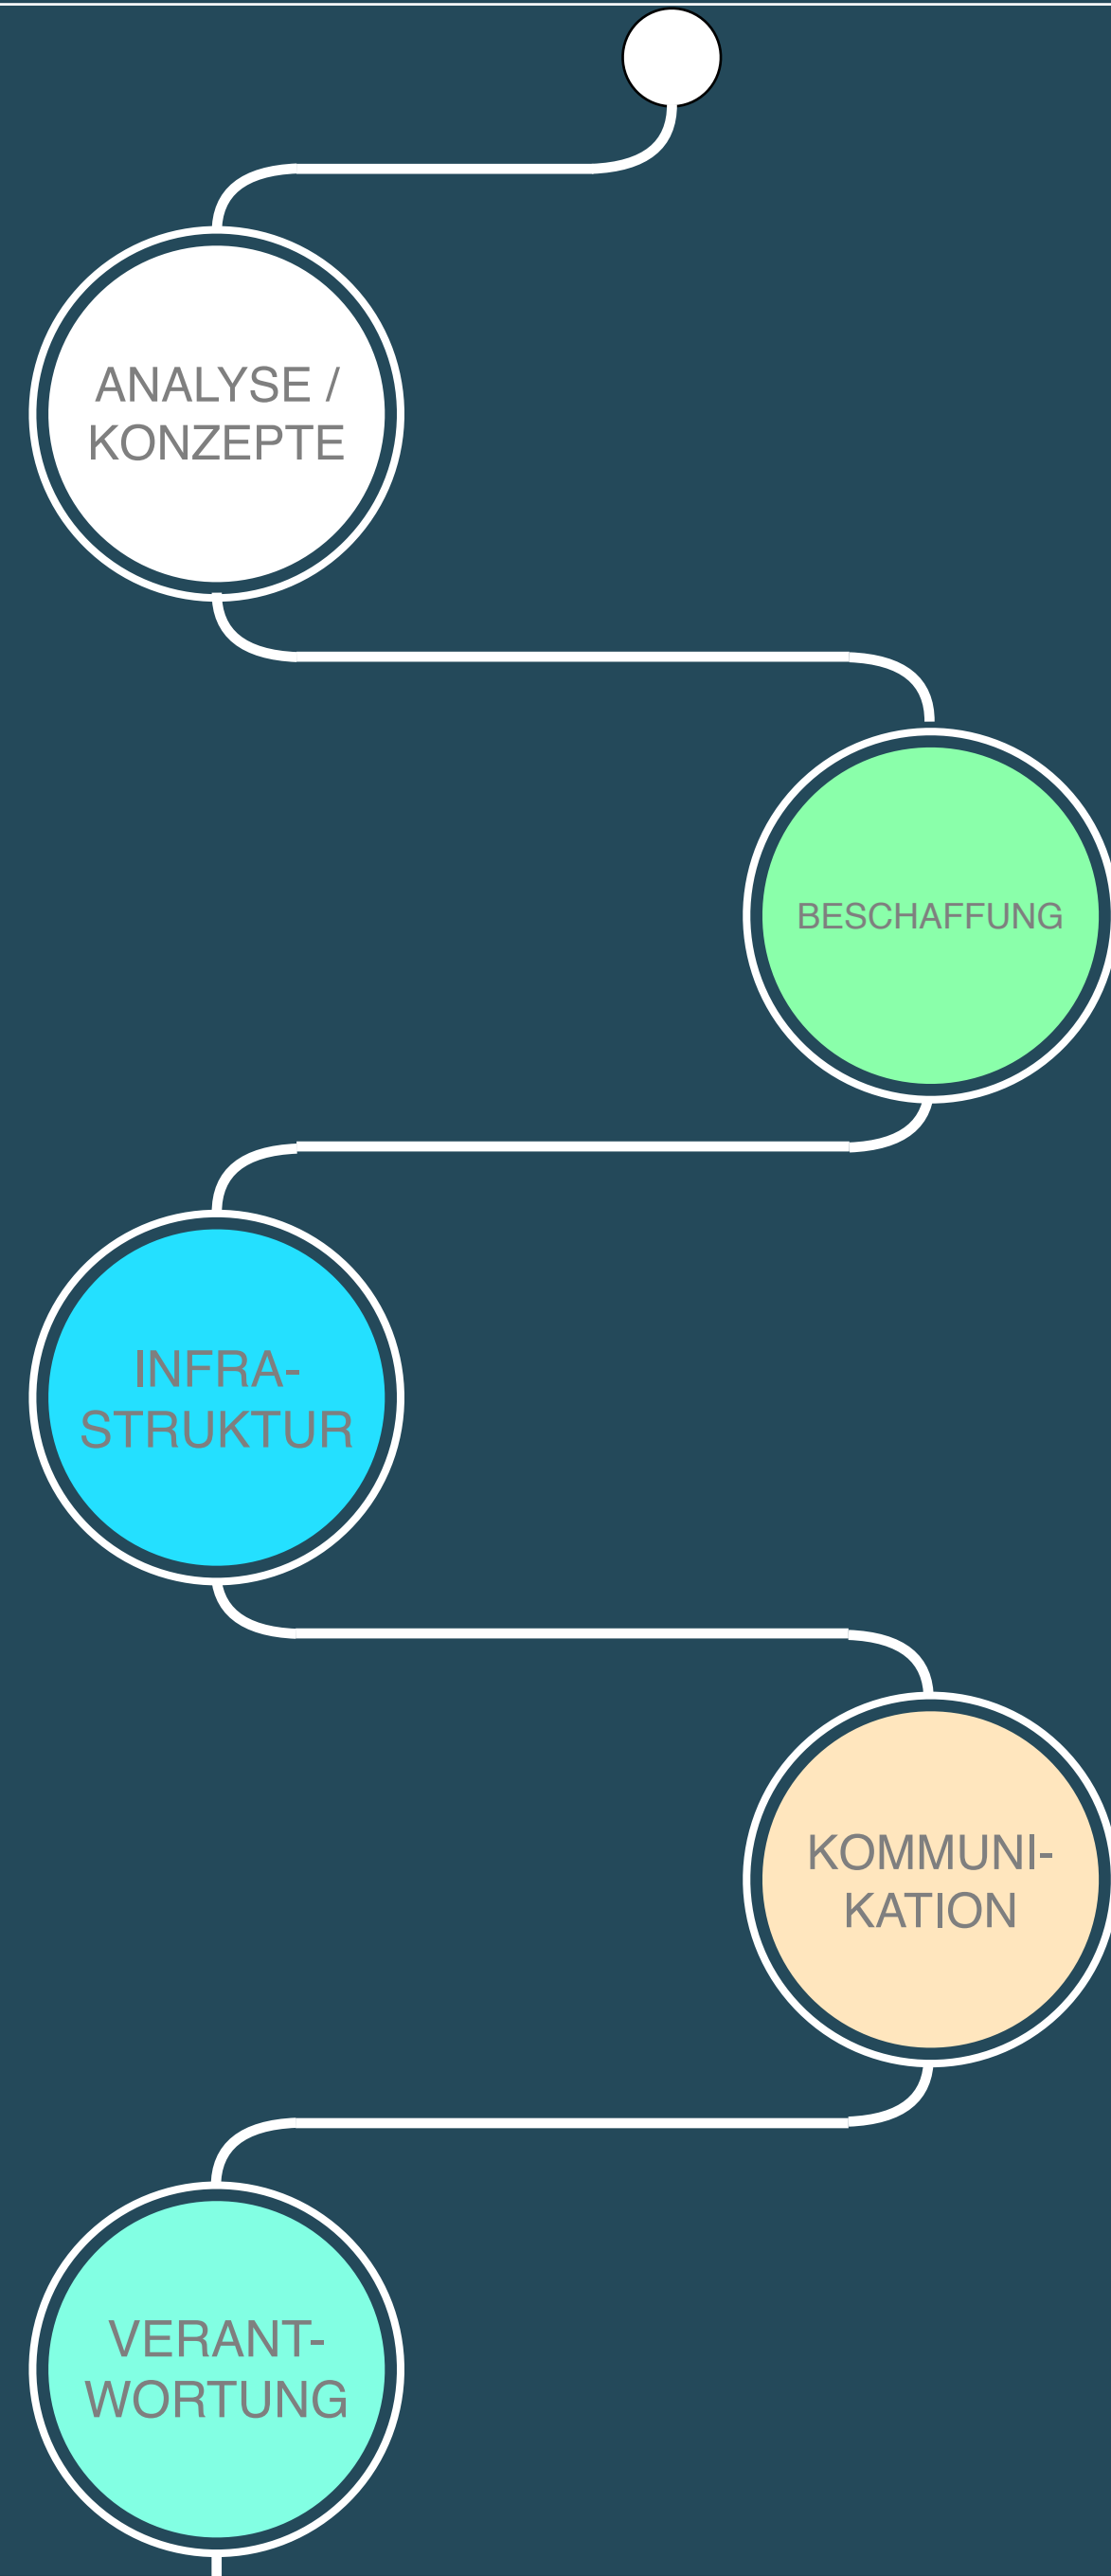 ANALYSE /
KONZEPTE
BESCHAFFUNG
INFRA-
STRUKTUR
KOMMUNI-
KATION
VERANT-
WORTUNG